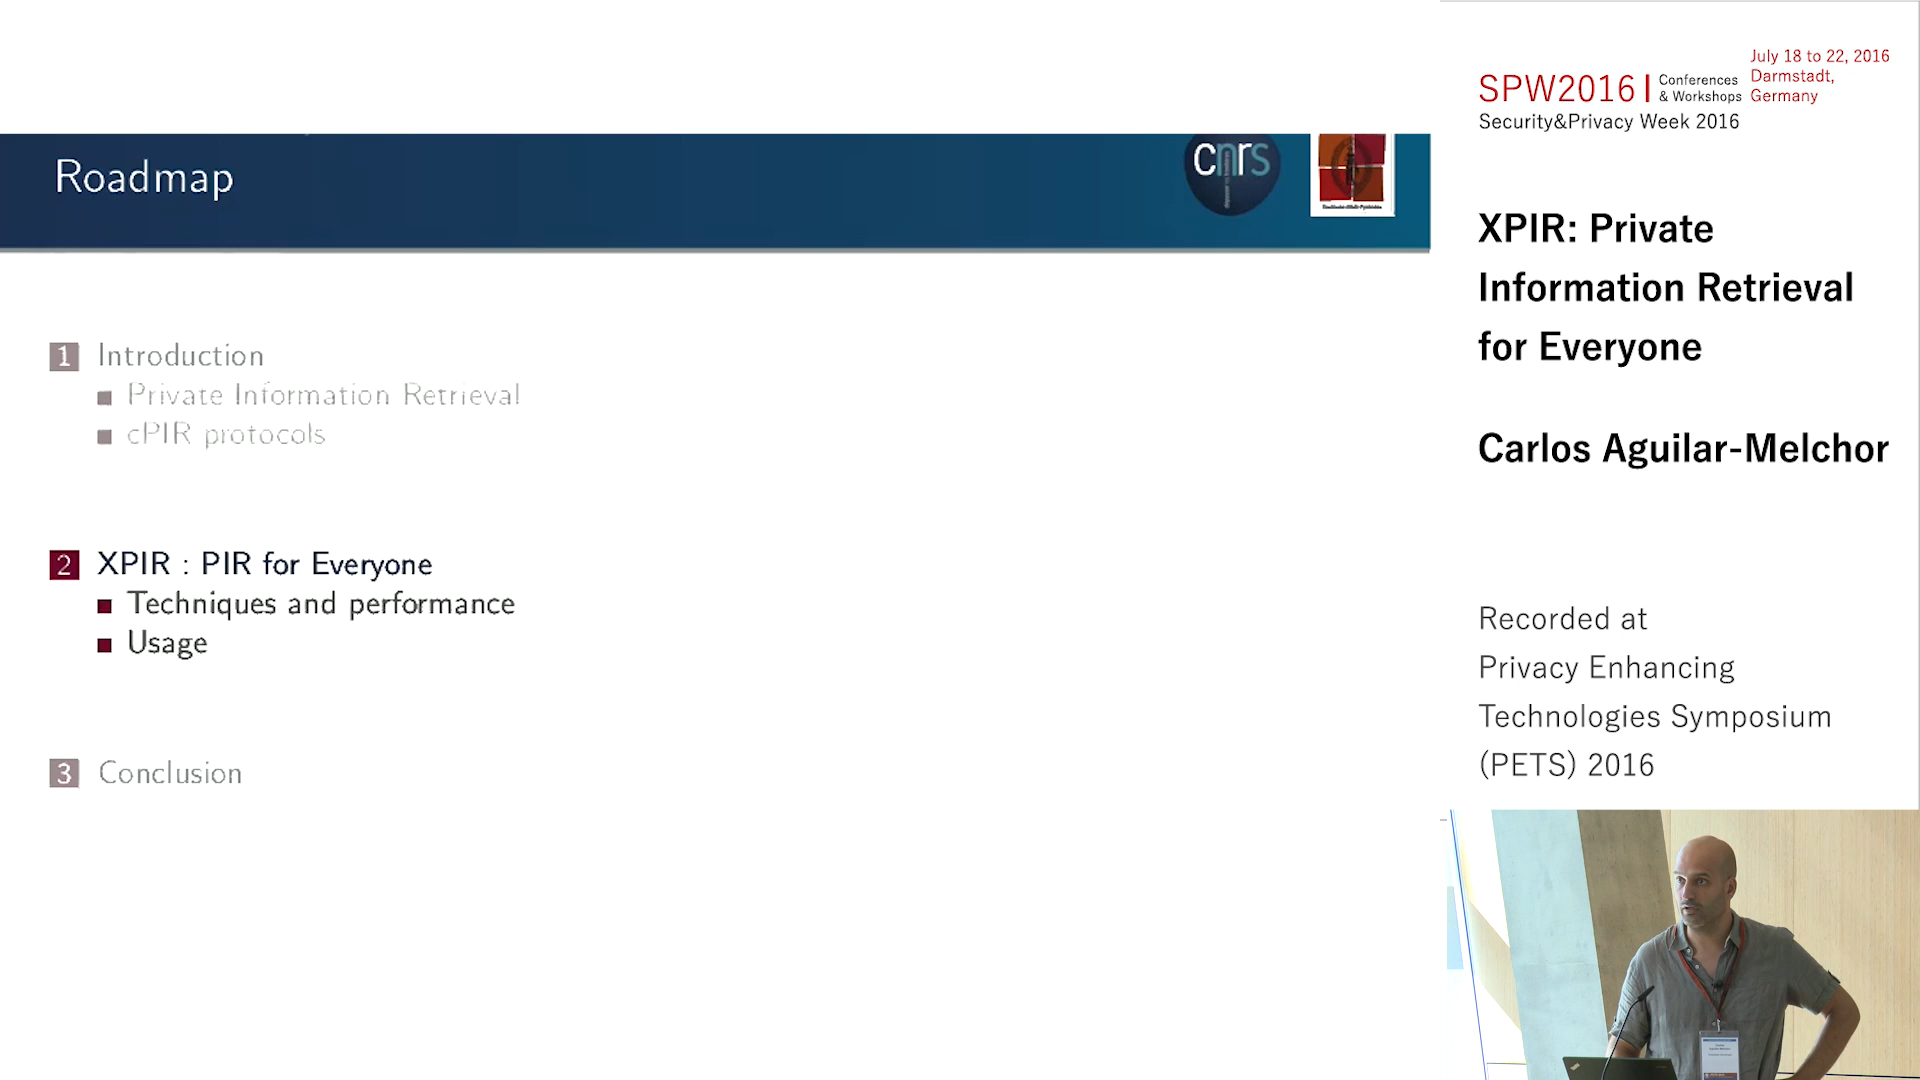 Roadmap
cnrs
1 Introduction
Private Information Retrieval
cPIR protocols
2 XPIR : PIR for Everyone
Techniques and performance
Usage
3 Conclusion
SPW2016 | Conferences & Workshops
July 18 to 22, 2016
Darmstadt,
Germany
Security&Privacy Week 2016
XPIR: Private
Information Retrieval
for Everyone
Carlos Aguilar-Melchor
Recorded at
Privacy Enhancing
Technologies Symposium
(PETS) 2016